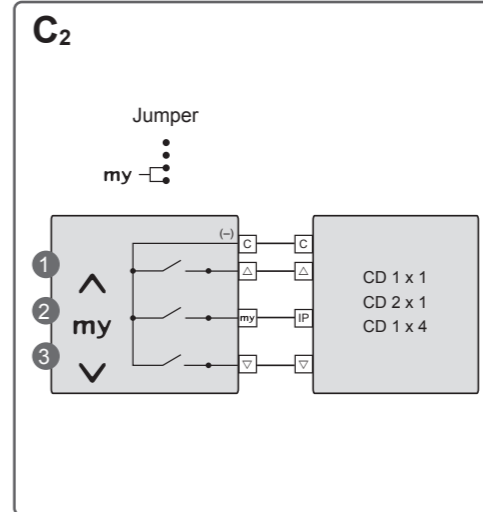 C₂
Jumper
my
(–)
C C
1 △ △
2 my my IP
3 ▽ ▽
CD 1 x 1
CD 2 x 1
CD 1 x 4